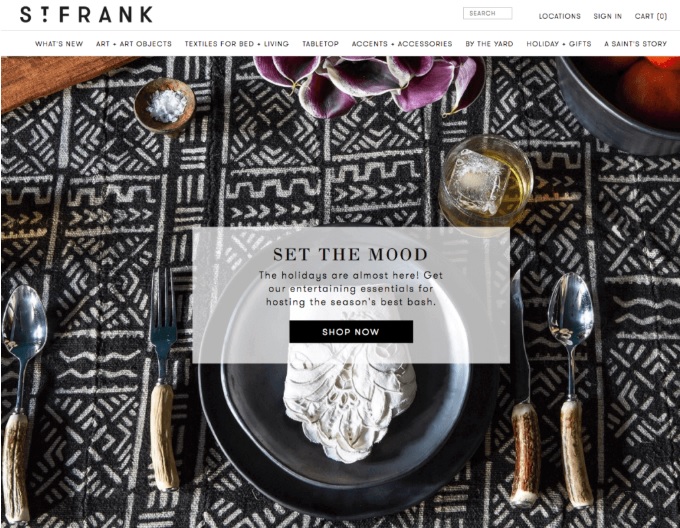 ST FRANK
SEARCH
LOCATIONS SIGN IN CART (0)
WHAT'S NEW ART + ART OBJECTS TEXTILES FOR BED + LIVING TABLETOP ACCENTS + ACCESSORIES BY THE YARD HOLIDAY + GIFTS A SAINT'S STORY
SET THE MOOD
The holidays are almost here! Get
our entertaining essentials for
hosting the season's best bash.
SHOP NOW